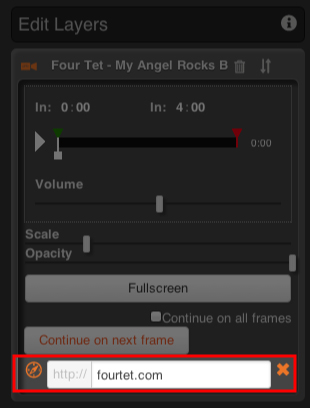 Edit Layers
Four Tet - My Angel Rocks B
In: 0:00 In: 4:00
0:00
Volume
Scale
Opacity
Fullscreen
Continue on all frames
Continue on next frame
http:// fourtet.com